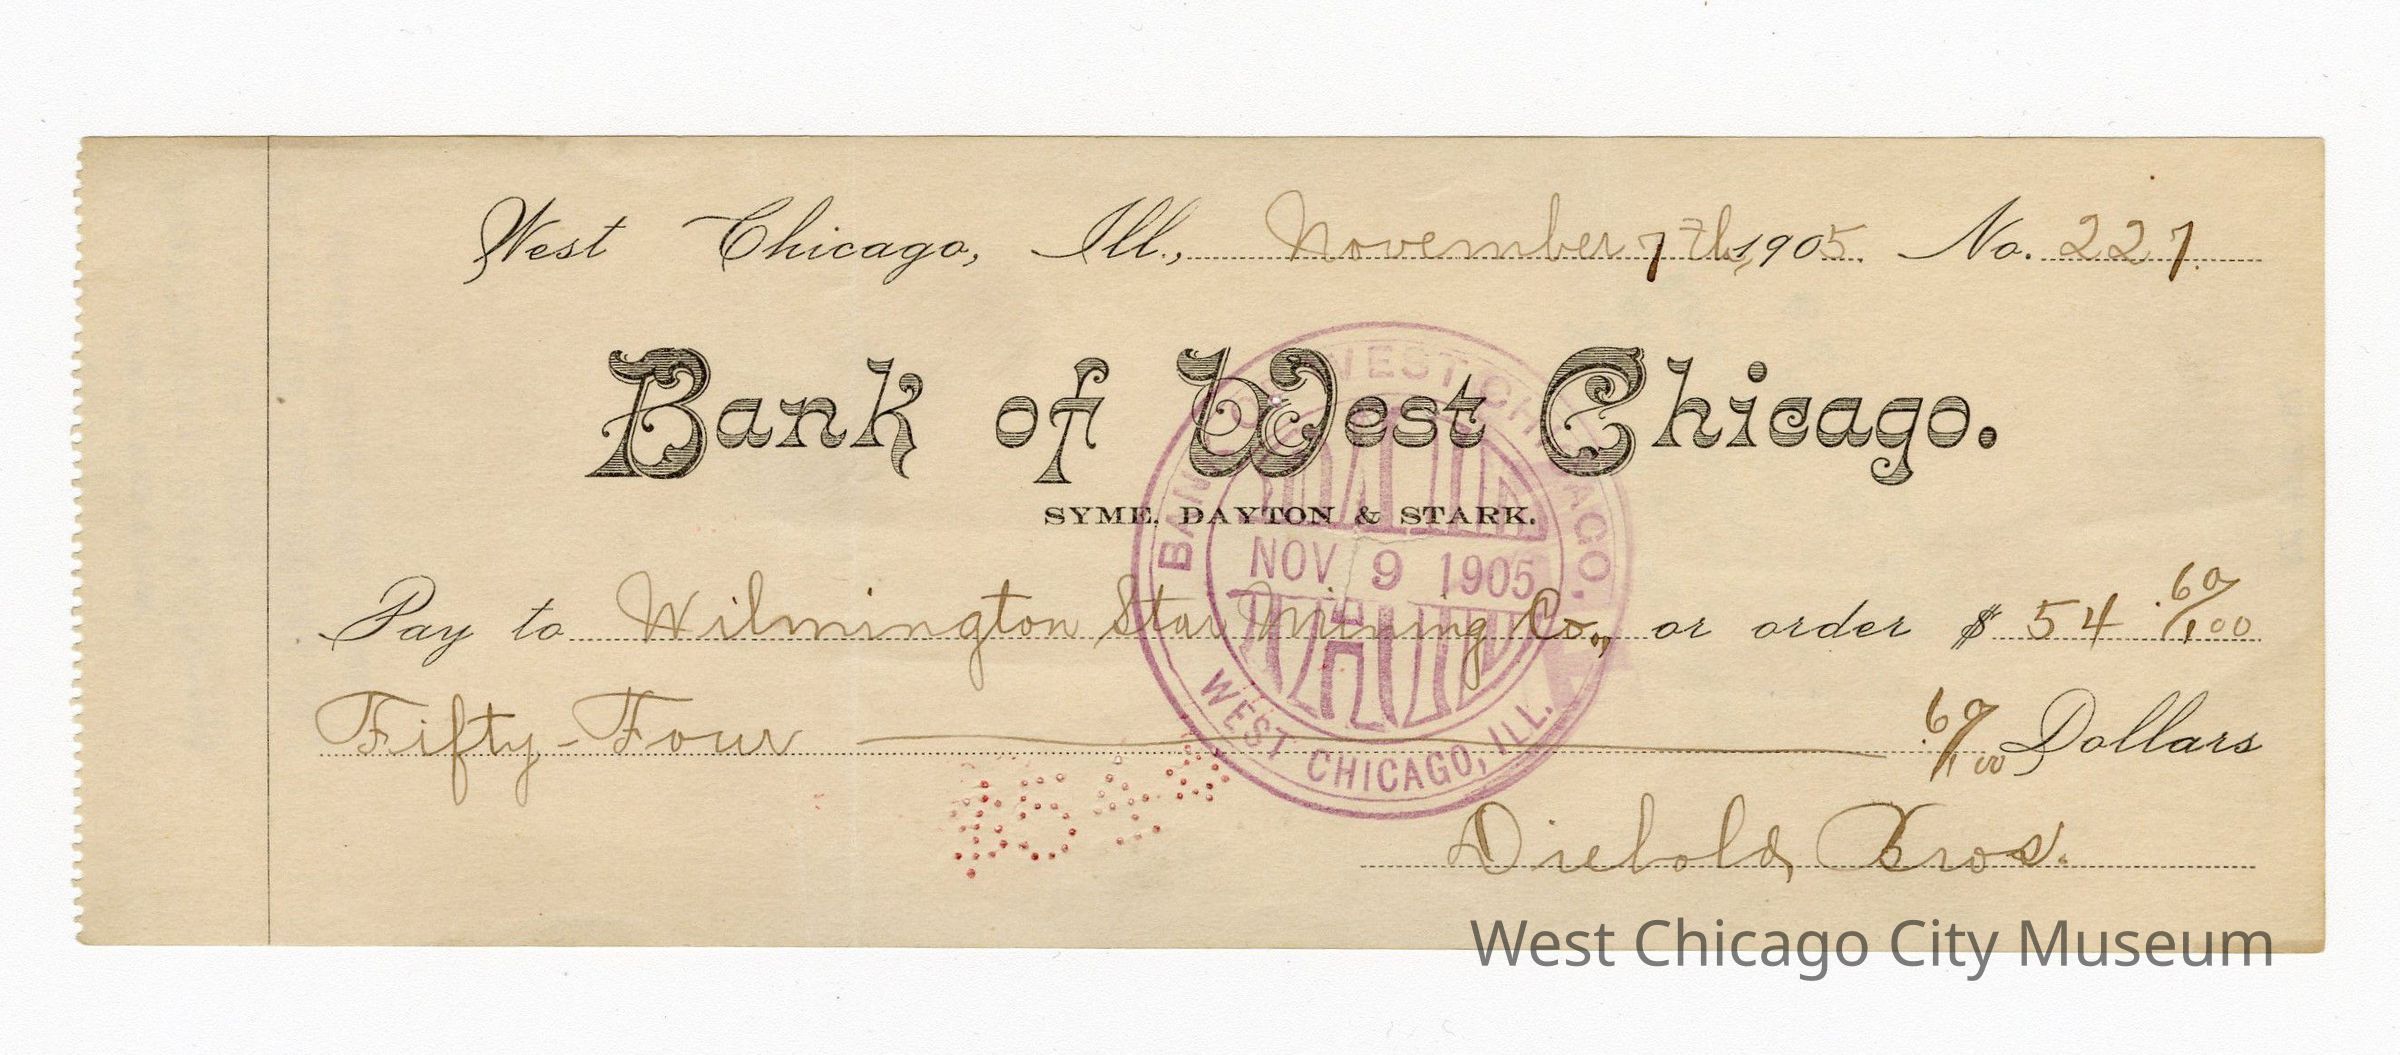 West Chicago, Ill., November 7th, 1905. No. 227.
Bank of West Chicago.
SYME, DAYTON & STARK.
BANK OF WEST CHICAGO.
PAID
NOV 9 1905
WEST CHICAGO, ILL.
Pay to Wilmington Star Mining Co., or order $ 54.60/100
Fifty-Four 60/100 Dollars
Diebold Bros.
West Chicago City Museum